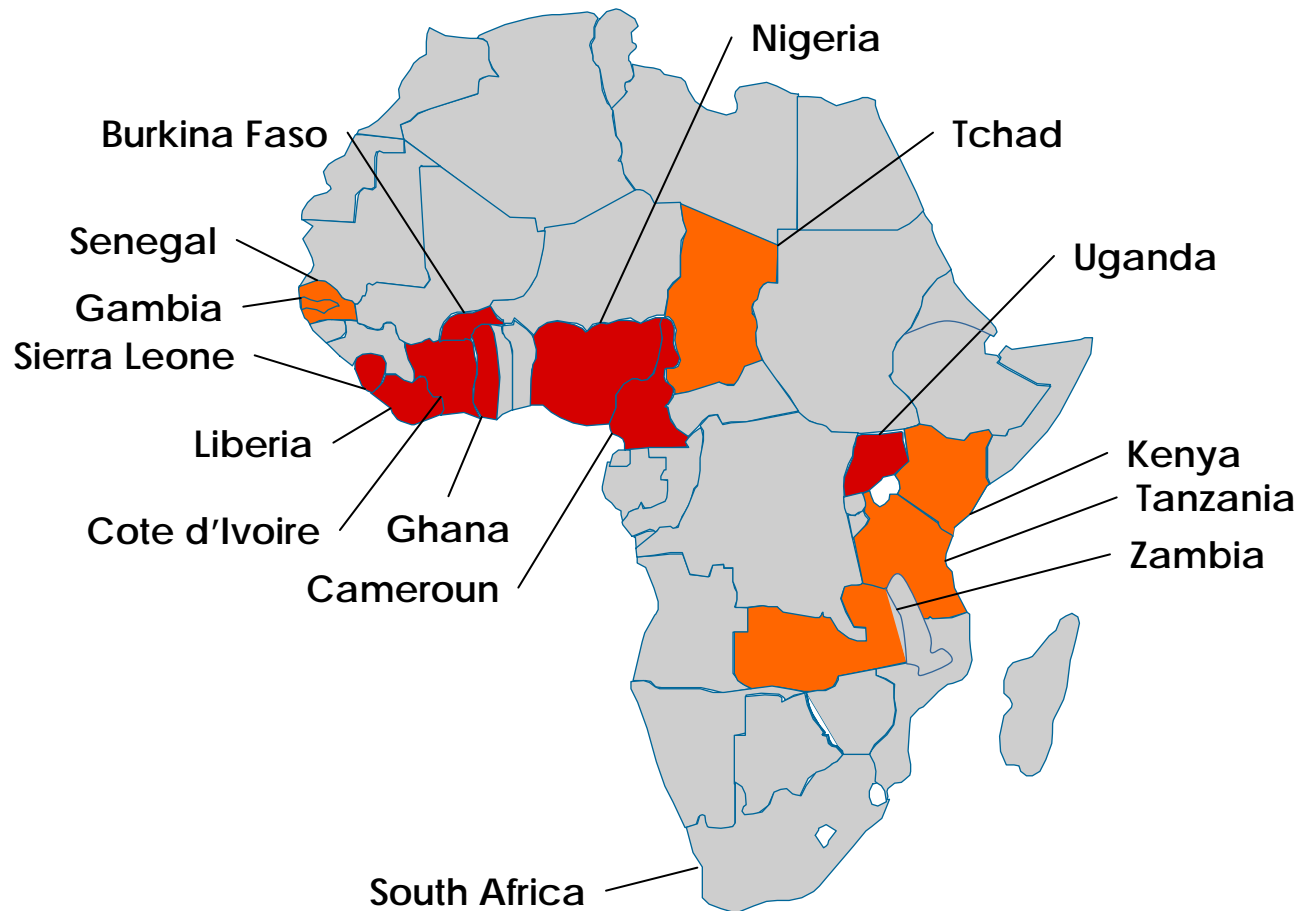 Nigeria
Burkina Faso
Tchad
Senegal
Uganda
Gambia
Sierra Leone
Liberia
Kenya
Tanzania
Cote d'Ivoire
Ghana
Zambia
Cameroun
South Africa